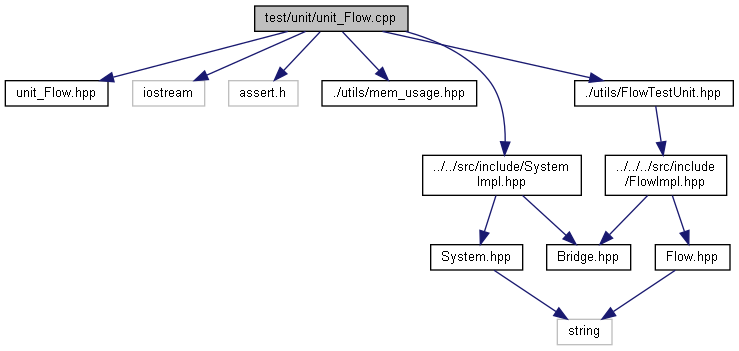 test/unit/unit_Flow.cpp
unit_Flow.hpp
iostream
assert.h
./utils/mem_usage.hpp
./utils/FlowTestUnit.hpp
../../src/include/System
Impl.hpp
../../../src/include
/FlowImpl.hpp
System.hpp
Bridge.hpp
Flow.hpp
string